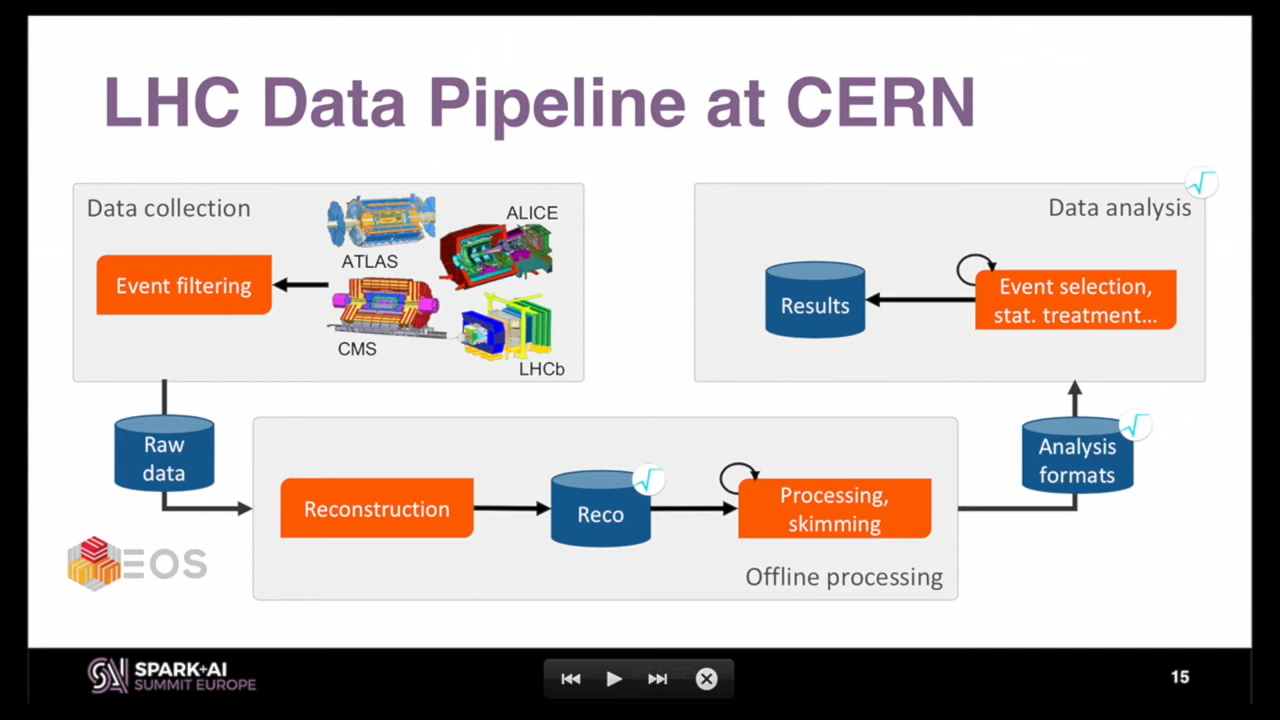 LHC Data Pipeline at CERN
Data collection
ATLAS
ALICE
Event filtering
CMS
LHCb
Data analysis
Results
Event selection,
stat. treatment...
Raw
data
Reconstruction
Reco
Processing,
skimming
Offline processing
Analysis
formats
EOS
SPARK+AI
SUMMIT EUROPE
15